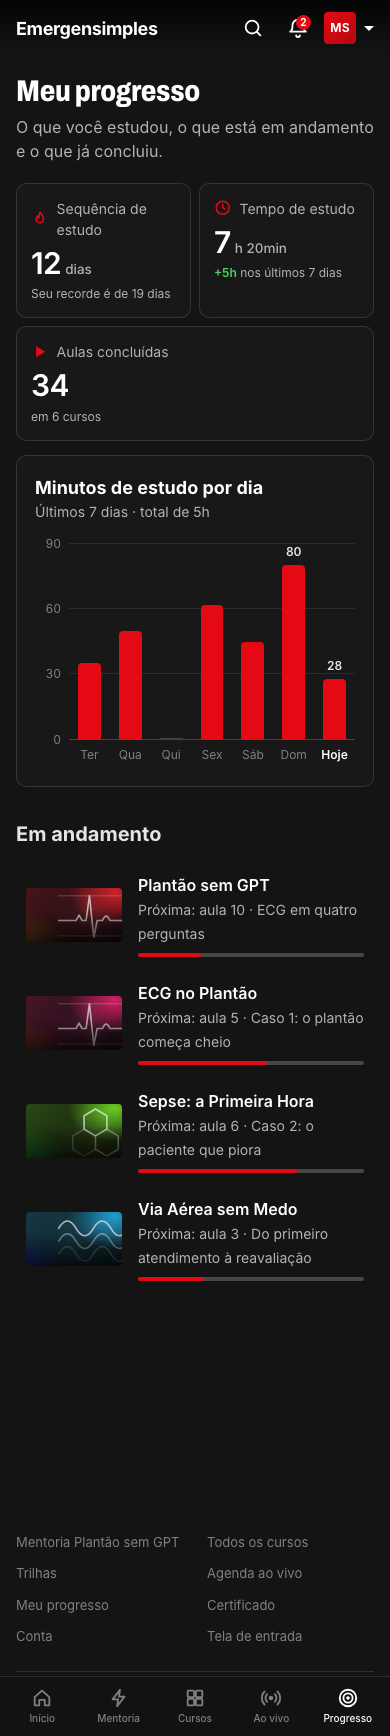 Emergensimples
2
MS
Meu progresso
O que você estudou, o que está em andamento
e o que já concluiu.
Sequência de
estudo
12 dias
Seu recorde é de 19 dias
Tempo de estudo
7 h 20min
+5h nos últimos 7 dias
Aulas concluídas
34
em 6 cursos
Minutos de estudo por dia
Últimos 7 dias · total de 5h
90
60
30
0
80
28
Ter Qua Qui Sex Sáb Dom Hoje
Em andamento
Plantão sem GPT
Próxima: aula 10 · ECG em quatro
perguntas
ECG no Plantão
Próxima: aula 5 · Caso 1: o plantão
começa cheio
Sepse: a Primeira Hora
Próxima: aula 6 · Caso 2: o
paciente que piora
Via Aérea sem Medo
Próxima: aula 3 · Do primeiro
atendimento à reavaliação
Mentoria Plantão sem GPT
Todos os cursos
Trilhas
Agenda ao vivo
Meu progresso
Certificado
Conta
Tela de entrada
Início Mentoria Cursos Ao vivo Progresso